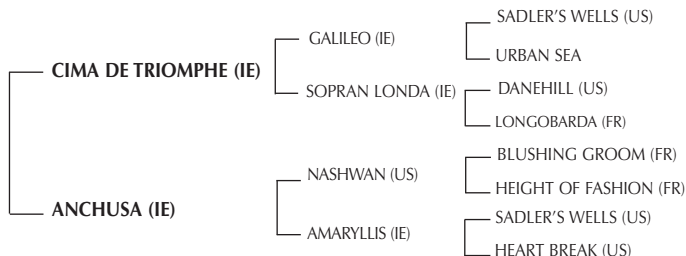 SADLER'S WELLS (US)
GALILEO (IE)
URBAN SEA
CIMA DE TRIOMPHE (IE)
DANEHILL (US)
SOPRAN LONDA (IE)
LONGOBARDA (FR)
BLUSHING GROOM (FR)
NASHWAN (US)
HEIGHT OF FASHION (FR)
ANCHUSA (IE)
SADLER'S WELLS (US)
AMARYLLIS (IE)
HEART BREAK (US)